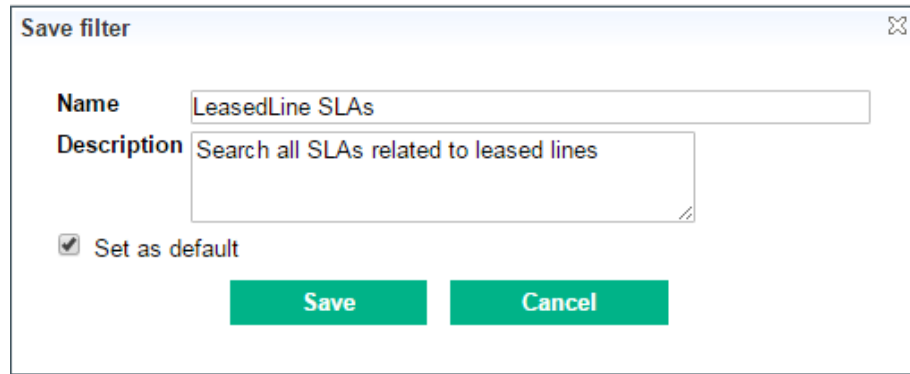 Save filter
Name LeasedLine SLAs
Description Search all SLAs related to leased lines
Set as default
Save Cancel